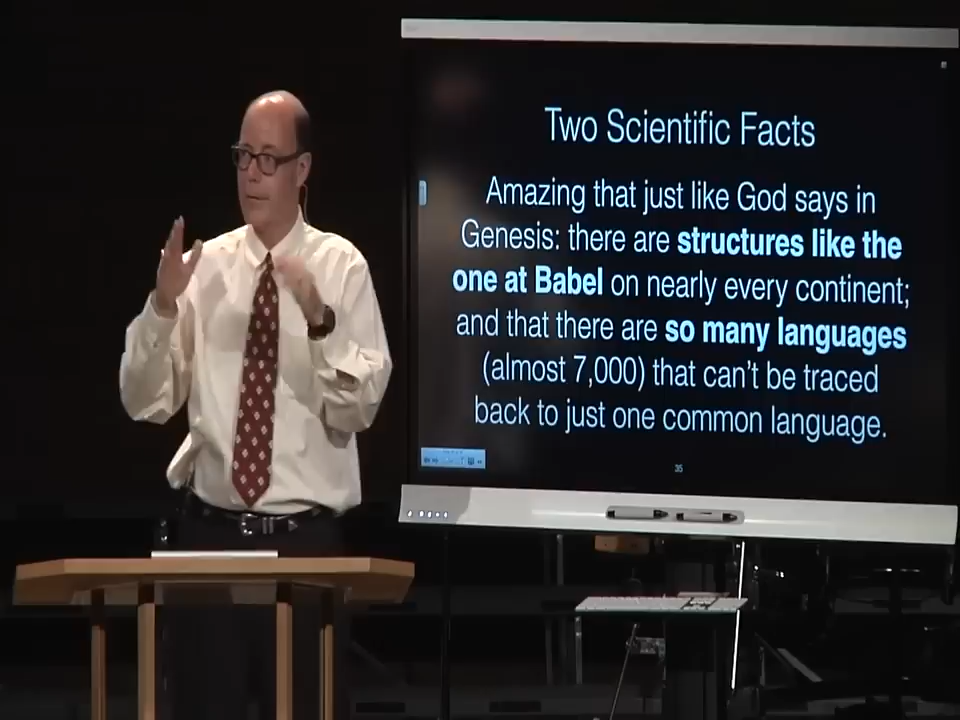 Two Scientific Facts
Amazing that just like God says in
Genesis: there are structures like the
one at Babel on nearly every continent;
and that there are so many languages
(almost 7,000) that can't be traced
back to just one common language.
35